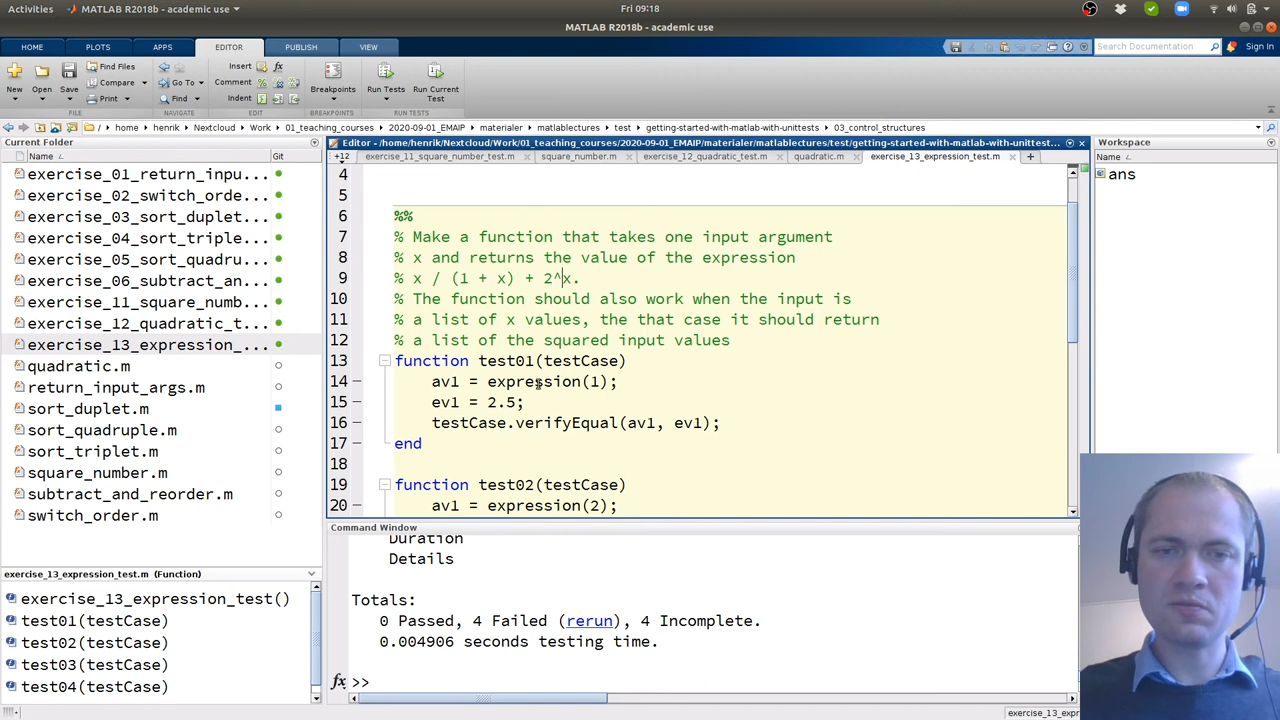 Activities
MATLAB R2018b - academic use
Fri 09:18
MATLAB R2018b - academic use
HOME PLOTS APPS EDITOR PUBLISH VIEW
Search Documentation
Sign In
New Open Save
Find Files
Compare
Print
Go To
Find
Insert
Comment
Indent
Breakpoints
Run Tests
Run Current Test
FILE NAVIGATE EDIT BREAKPOINTS RUN TESTS
/ home henrik Nextcloud Work 01_teaching_courses 2020-09-01_EMAIP materialer matlablectures test getting-started-with-matlab-with-unittests 03_control_structures
Current Folder
Name Git
exercise_01_return_inpu...
exercise_02_switch_orde...
exercise_03_sort_duplet...
exercise_04_sort_triple...
exercise_05_sort_quadru...
exercise_06_subtract_an...
exercise_11_square_numb...
exercise_12_quadratic_t...
exercise_13_expression_...
quadratic.m
return_input_args.m
sort_duplet.m
sort_quadruple.m
sort_triplet.m
square_number.m
subtract_and_reorder.m
switch_order.m
exercise_13_expression_test.m (Function)
exercise_13_expression_test()
test01(testCase)
test02(testCase)
test03(testCase)
test04(testCase)
Editor - /home/henrik/Nextcloud/Work/01_teaching_courses/2020-09-01_EMAIP/materialer/matlablectures/test/getting-started-with-matlab-with-unittest...
+12 exercise_11_square_number_test.m square_number.m exercise_12_quadratic_test.m quadratic.m exercise_13_expression_test.m
4
5
6 %%
7 % Make a function that takes one input argument
8 % x and returns the value of the expression
9 % x / (1 + x) + 2^x.
10 % The function should also work when the input is
11 % a list of x values, the that case it should return
12 % a list of the squared input values
13 function test01(testCase)
14 av1 = expression(1);
15 ev1 = 2.5;
16 testCase.verifyEqual(av1, ev1);
17 end
18
19 function test02(testCase)
20 av1 = expression(2);
Command Window
Duration
Details
Totals:
0 Passed, 4 Failed (rerun), 4 Incomplete.
0.004906 seconds testing time.
fx >>
Workspace
Name
ans
exercise_13_expr